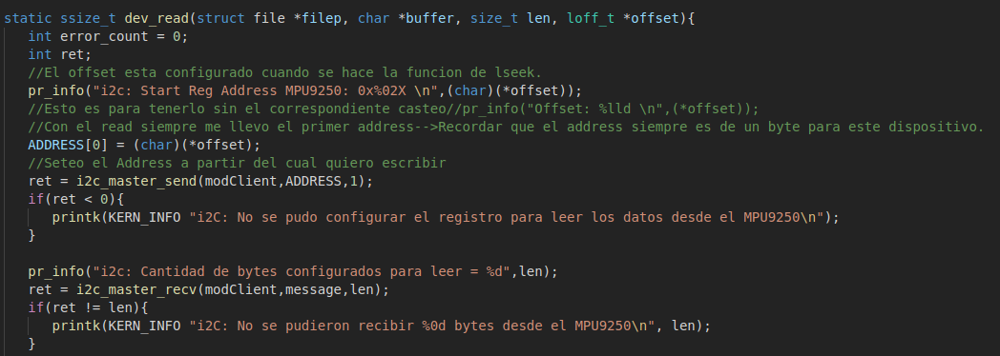 static ssize_t dev_read(struct file *filep, char *buffer, size_t len, loff_t *offset){
int error_count = 0;
int ret;
//El offset esta configurado cuando se hace la funcion de lseek.
pr_info("i2c: Start Reg Address MPU9250: 0x%02X \n",(char)(*offset));
//Esto es para tenerlo sin el correspondiente casteo//pr_info("Offset: %lld \n",(*offset));
//Con el read siempre me llevo el primer address-->Recordar que el address siempre es de un byte para este dispositivo.
ADDRESS[0] = (char)(*offset);
//Seteo el Address a partir del cual quiero escribir
ret = i2c_master_send(modClient,ADDRESS,1);
if(ret < 0){
printk(KERN_INFO "i2C: No se pudo configurar el registro para leer los datos desde el MPU9250\n");
}
pr_info("i2c: Cantidad de bytes configurados para leer = %d",len);
ret = i2c_master_recv(modClient,message,len);
if(ret != len){
printk(KERN_INFO "i2C: No se pudieron recibir %0d bytes desde el MPU9250\n", len);
}